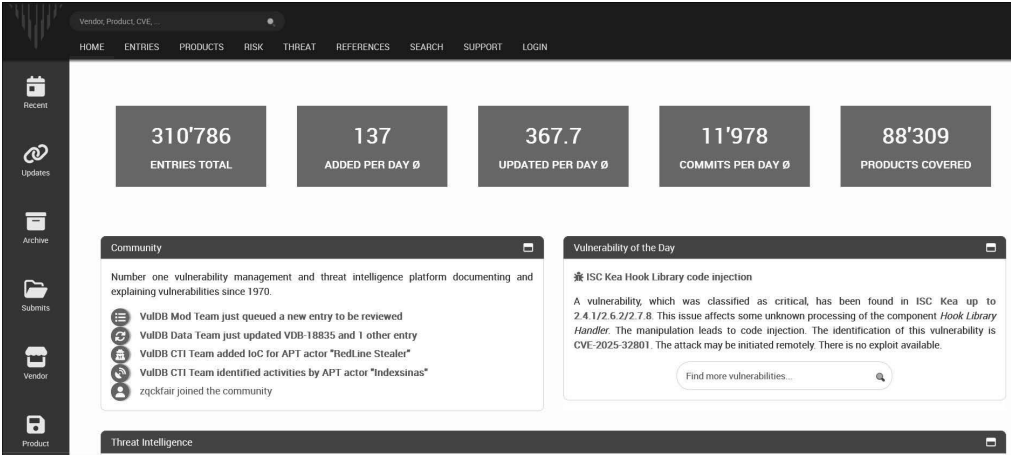 Vendor, Product, CVE, ...
HOME ENTRIES PRODUCTS RISK THREAT REFERENCES SEARCH SUPPORT LOGIN
Recent
Updates
Archive
Submits
Vendor
Product
310'786
ENTRIES TOTAL
137
ADDED PER DAY Ø
367.7
UPDATED PER DAY Ø
11'978
COMMITS PER DAY Ø
88'309
PRODUCTS COVERED
Community
Number one vulnerability management and threat intelligence platform documenting and
explaining vulnerabilities since 1970.
VulDB Mod Team just queued a new entry to be reviewed
VulDB Data Team just updated VDB-18835 and 1 other entry
VulDB CTI Team added IoC for APT actor "RedLine Stealer"
VulDB CTI Team identified activities by APT actor "Indexsinas"
zqckfair joined the community
Vulnerability of the Day
ISC Kea Hook Library code injection
A vulnerability, which was classified as critical, has been found in ISC Kea up to
2.4.1/2.6.2/2.7.8. This issue affects some unknown processing of the component Hook Library
Handler. The manipulation leads to code injection. The identification of this vulnerability is
CVE-2025-32801. The attack may be initiated remotely. There is no exploit available.
Find more vulnerabilities...
Threat Intelligence